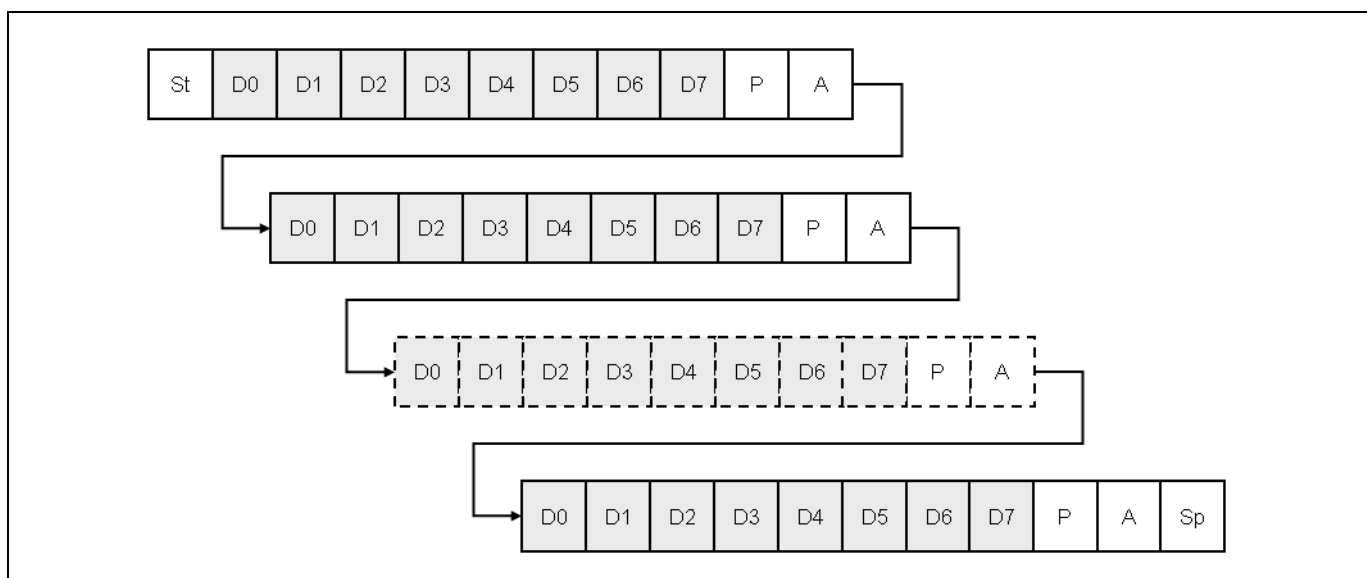 St D0 D1 D2 D3 D4 D5 D6 D7 P A
D0 D1 D2 D3 D4 D5 D6 D7 P A
D0 D1 D2 D3 D4 D5 D6 D7 P A
D0 D1 D2 D3 D4 D5 D6 D7 P A Sp